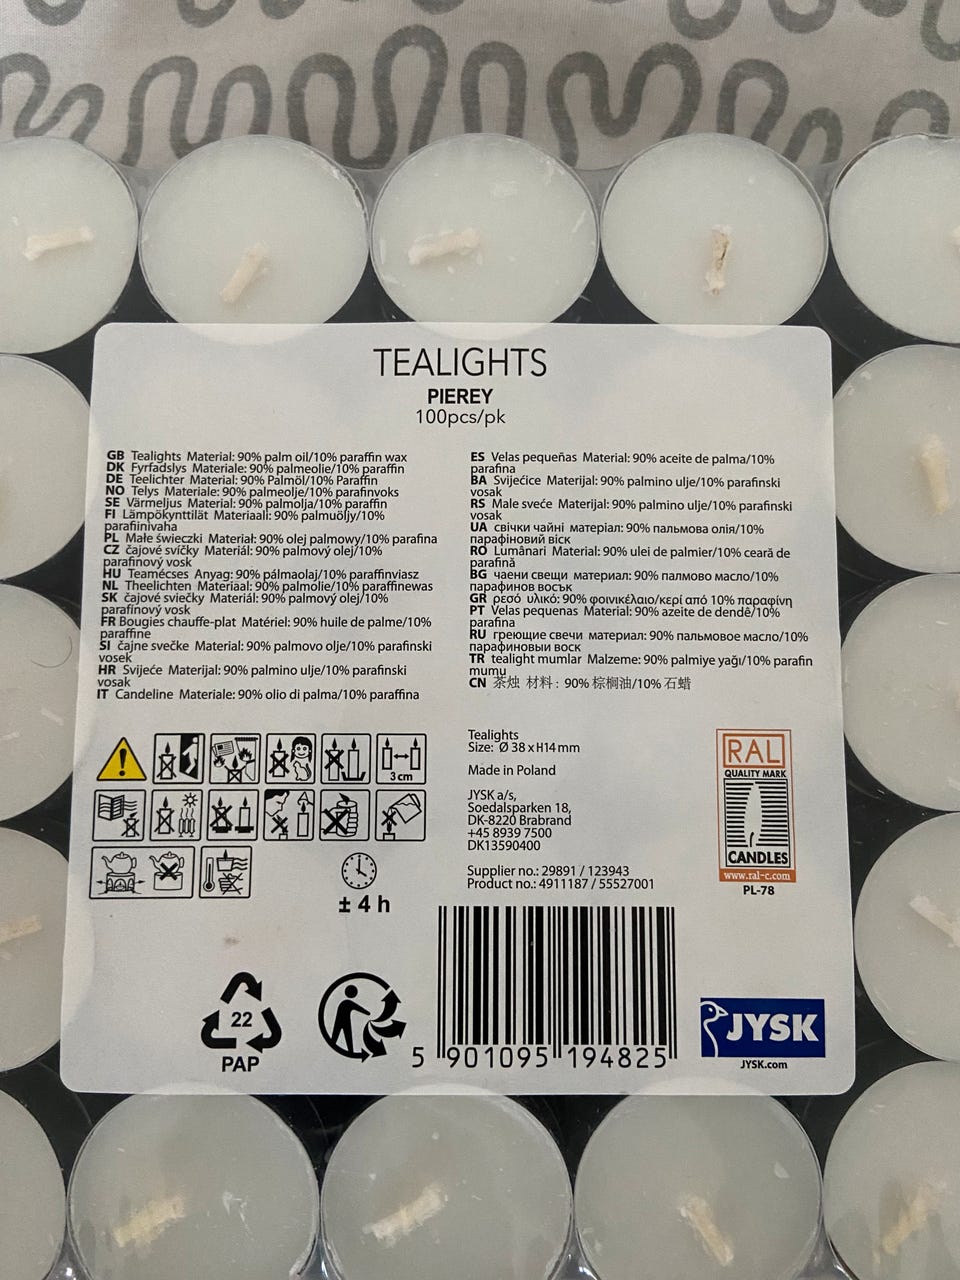 TEALIGHTS
PIEREY
100pcs/pk
GB Tealights Material: 90% palm oil/10% paraffin wax
DK Fyrfadslys Materiale: 90% palmeolie/10% paraffin
DE Teelichter Material: 90% Palmöl/10% Paraffin
NO Telys Materiale: 90% palmeolje/10% parafinvoks
SE Värmeljus Material: 90% palmolja/10% paraffin
FI Lämpökynttilät Materiaali: 90% palmuöljy/10%
parafiinivaha
PL Małe świeczki Materiał: 90% olej palmowy/10% parafina
CZ čajové svíčky Materiál: 90% palmový olej/10%
parafínový vosk
HU Teamécses Anyag: 90% pálmaolaj/10% paraffinviasz
NL Theelichten Materiaal: 90% palmolie/10% paraffinewas
SK čajové sviečky Materiál: 90% palmový olej/10%
parafínový vosk
FR Bougies chauffe-plat Matériel: 90% huile de palme/10%
paraffine
SI čajne svečke Material: 90% palmovo olje/10% parafinski
vosek
HR Svijeće Materijal: 90% palmino ulje/10% parafinski
vosak
IT Candeline Materiale: 90% olio di palma/10% paraffina
ES Velas pequeñas Material: 90% aceite de palma/10%
parafina
BA Svijećice Materijal: 90% palmino ulje/10% parafinski
vosak
RS Male sveće Materijal: 90% palmino ulje/10% parafinski
vosak
UA свічки чайні матеріал: 90% пальмова олія/10%
парафіновий віск
RO Lumânari Material: 90% ulei de palmier/10% ceară de
parafină
BG чаени свещи материал: 90% палмово масло/10%
парафинов восък
GR ρεσό υλικό: 90% φοινικέλαιο/κερί από 10% παραφίνη
PT Velas pequenas Material: 90% azeite de dendê/10%
parafina
RU греющие свечи материал: 90% пальмовое масло/10%
парафиновый воск
TR tealight mumlar Malzeme: 90% palmiye yağı/10% parafin
mumu
CN 茶烛 材料: 90% 棕榈油/10% 石蜡
3 cm
± 4 h
Tealights
Size: Ø 38 x H14 mm
Made in Poland
JYSK a/s,
Soedalsparken 18,
DK-8220 Brabrand
+45 8939 7500
DK13590400
Supplier no.: 29891 / 123943
Product no.: 4911187 / 55527001
RAL
QUALITY MARK
CANDLES
www.ral-c.com
PL-78
22
PAP
5 901095 194825
JYSK
JYSK.com